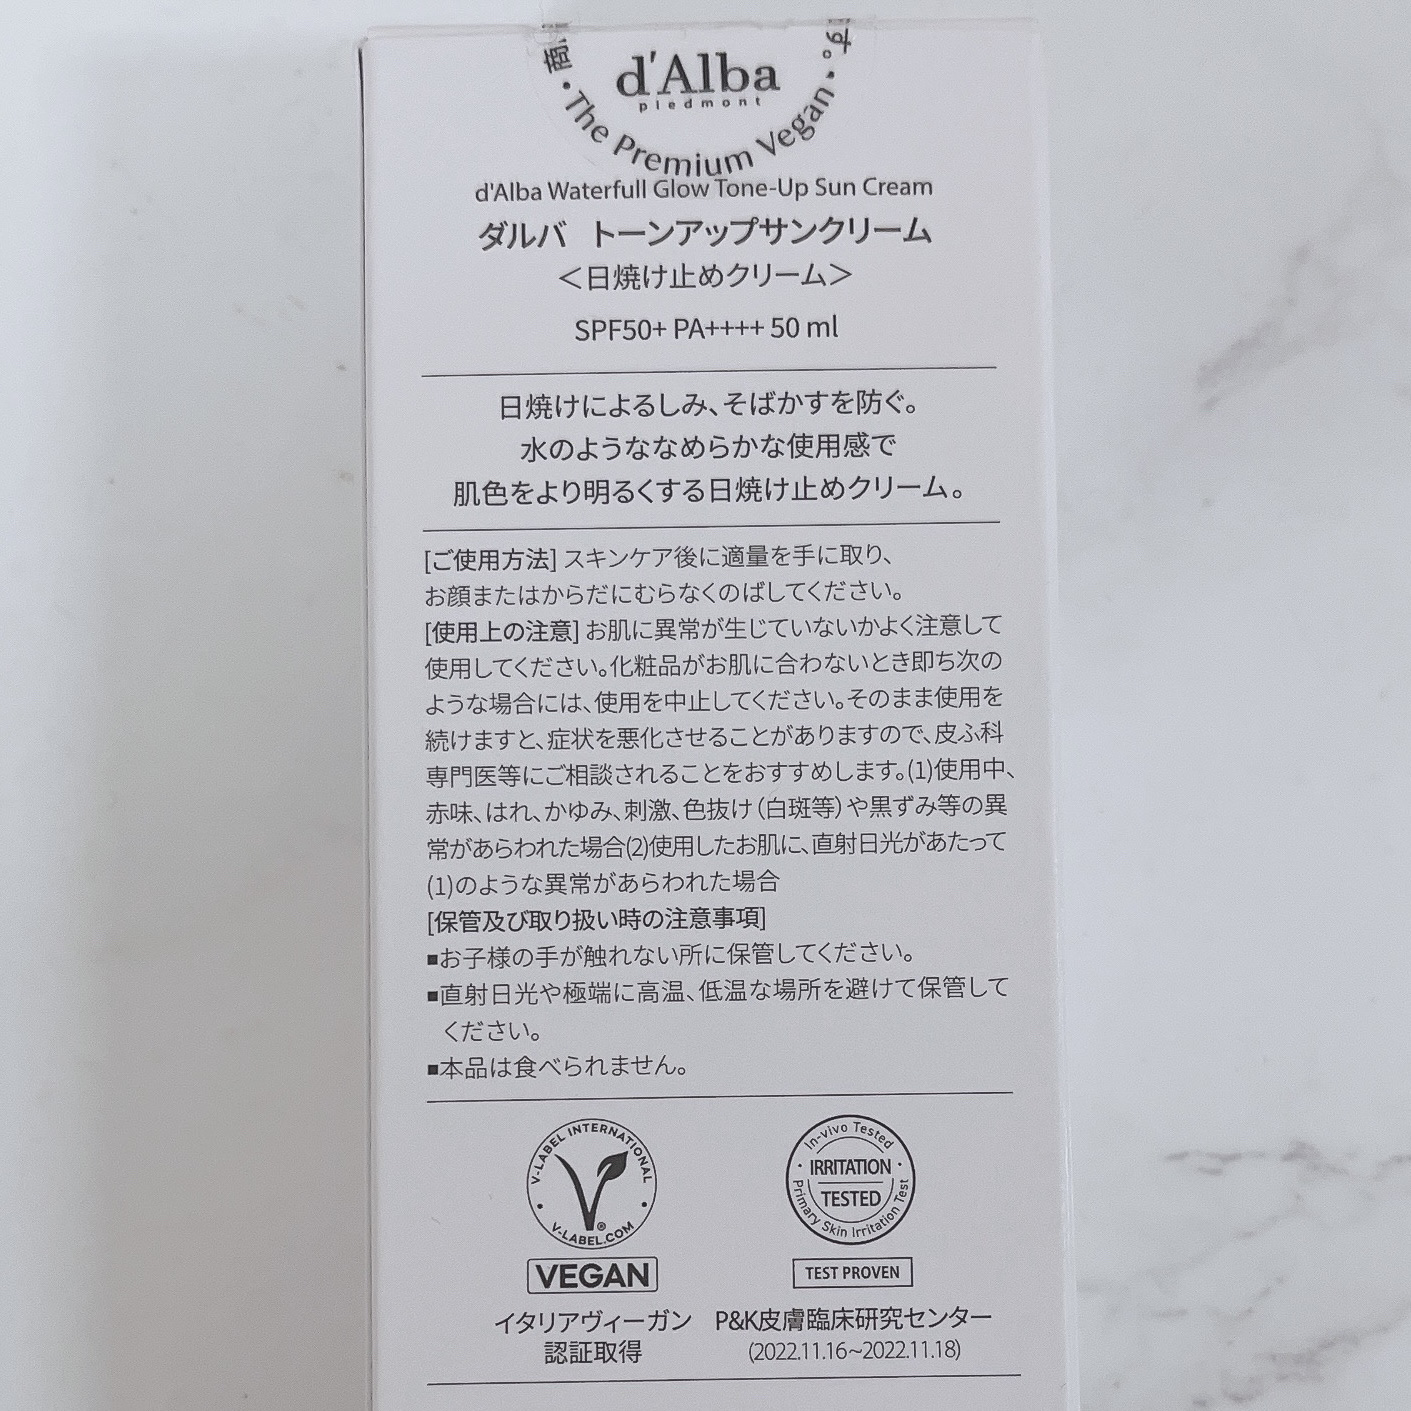 d'Alba
piedmont
商
す。
・The Premium Vegan・
d'Alba Waterfull Glow Tone-Up Sun Cream
ダルバ トーンアップサンクリーム
＜日焼け止めクリーム＞
SPF50+ PA++++ 50 ml
日焼けによるしみ、そばかすを防ぐ。
水のようななめらかな使用感で
肌色をより明るくする日焼け止めクリーム。
[ご使用方法] スキンケア後に適量を手に取り、
お顔またはからだにむらなくのばしてください。
[使用上の注意] お肌に異常が生じていないかよく注意して
使用してください。化粧品がお肌に合わないとき即ち次の
ような場合には、使用を中止してください。そのまま使用を
続けますと、症状を悪化させることがありますので、皮ふ科
専門医等にご相談されることをおすすめします。(1)使用中、
赤味、はれ、かゆみ、刺激、色抜け（白斑等）や黒ずみ等の異
常があらわれた場合(2)使用したお肌に、直射日光があたって
(1)のような異常があらわれた場合
[保管及び取り扱い時の注意事項]
■お子様の手が触れない所に保管してください。
■直射日光や極端に高温、低温な場所を避けて保管して
ください。
■本品は食べられません。
V-LABEL INTERNATIONAL
®
V-LABEL.COM
VEGAN
イタリアヴィーガン
認証取得
In-vivo Tested
IRRITATION
TESTED
Primary Skin Irritation Test
TEST PROVEN
P&K皮膚臨床研究センター
(2022.11.16~2022.11.18)